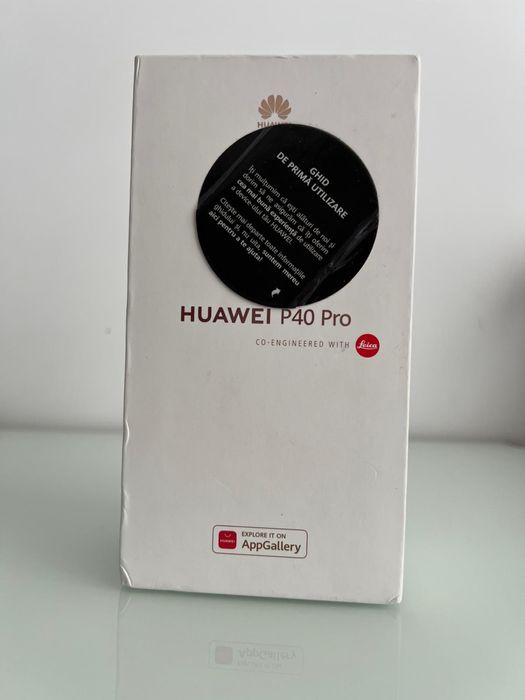 HUAWEI
GHID
DE PRIMĂ UTILIZARE
Îți mulțumim că ești alături de noi și
dorim să ne asigurăm că îți oferim
cea mai bună experiență de utilizare
a device-ului tău HUAWEI.
Citește mai departe toate informațiile
ghidului și, nu uita, suntem mereu
aici pentru a te ajuta!
HUAWEI P40 Pro
CO-ENGINEERED WITH Leica
EXPLORE IT ON
HUAWEI AppGallery